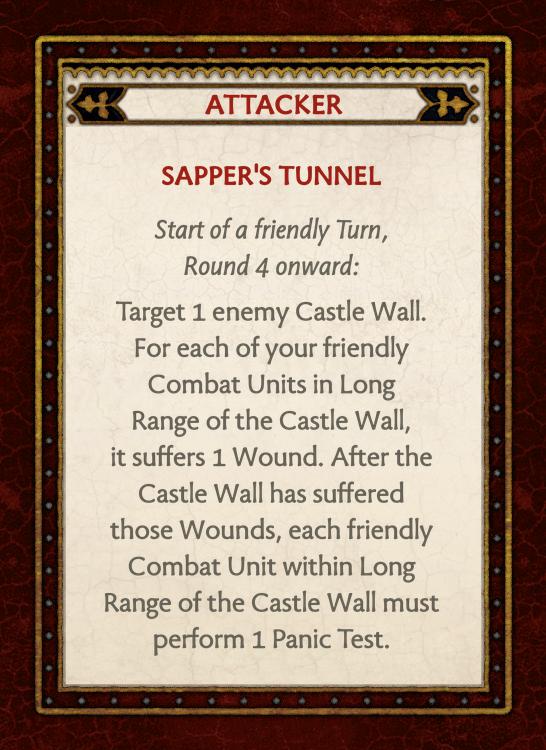 ATTACKER
SAPPER'S TUNNEL
Start of a friendly Turn,
Round 4 onward:
Target 1 enemy Castle Wall.
For each of your friendly
Combat Units in Long
Range of the Castle Wall,
it suffers 1 Wound. After the
Castle Wall has suffered
those Wounds, each friendly
Combat Unit within Long
Range of the Castle Wall must
perform 1 Panic Test.